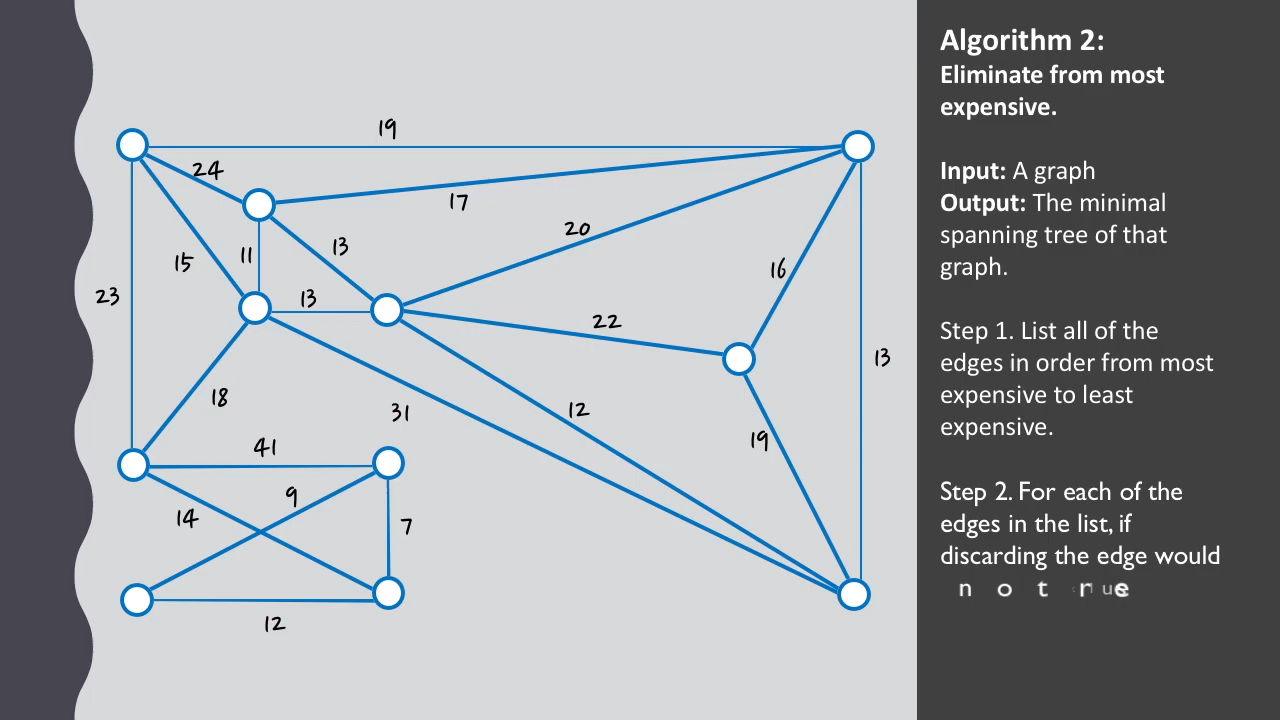 19
24
17
20
13
11
15
16
13
23
22
13
18
31
12
19
41
9
14
7
12
Algorithm 2:
Eliminate from most
expensive.
Input: A graph
Output: The minimal
spanning tree of that
graph.
Step 1. List all of the
edges in order from most
expensive to least
expensive.
Step 2. For each of the
edges in the list, if
discarding the edge would
not